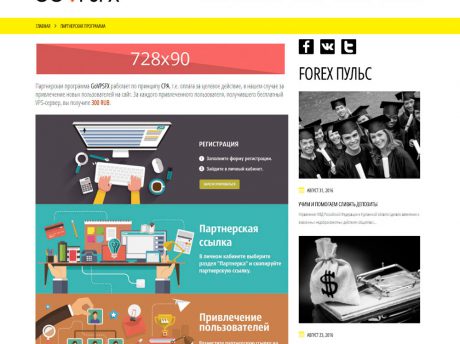 ГЛАВНАЯ > ПАРТНЕРСКАЯ ПРОГРАММА
728x90
Партнерская программа GoVPSFX работает по принципу CPA, т.е. оплата за целевое действие, в нашем случае за
привлечение новых пользователей на сайт. За каждого привлеченного пользователя, получившего бесплатный
VPS-сервер, вы получите 300 RUB.
РЕГИСТРАЦИЯ
Заполните форму регистрации.
Зайдите в личный кабинет.
Партнерская
ссылка
В личном кабинете выберите
раздел "Партнерка" и скопируйте
партнерскую ссылку.
Привлечение
пользователей
FOREX ПУЛЬС
АВГУСТ 31, 2016
УЧИМ И ПОМОГАЕМ СЛИВАТЬ ДЕПОЗИТЫ
$
АВГУСТ 23, 2016